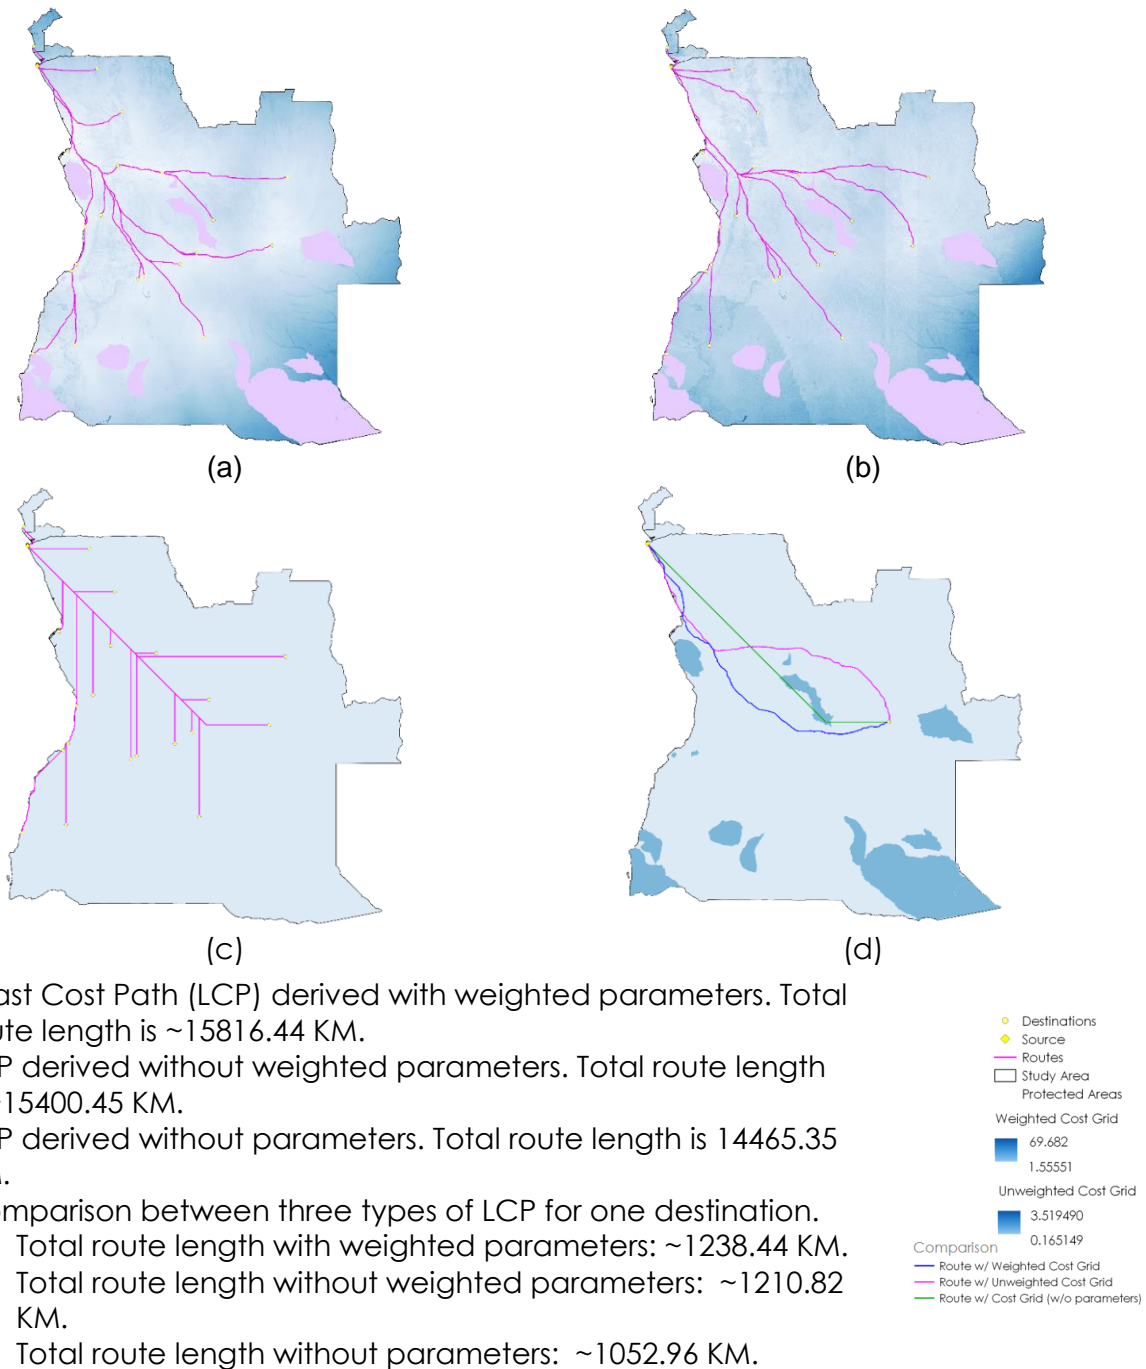 (a)
(b)
(c)
(d)
ast Cost Path (LCP) derived with weighted parameters. Total
ute length is ~15816.44 KM.
P derived without weighted parameters. Total route length
15400.45 KM.
P derived without parameters. Total route length is 14465.35
omparison between three types of LCP for one destination.
Total route length with weighted parameters: ~1238.44 KM.
Total route length without weighted parameters: ~1210.82
KM.
Total route length without parameters: ~1052.96 KM.
Destinations
Source
Routes
Study Area
Protected Areas
Weighted Cost Grid
69.682
1.55551
Unweighted Cost Grid
3.519490
0.165149
Comparison
Route w/ Weighted Cost Grid
Route w/ Unweighted Cost Grid
Route w/ Cost Grid (w/o parameters)